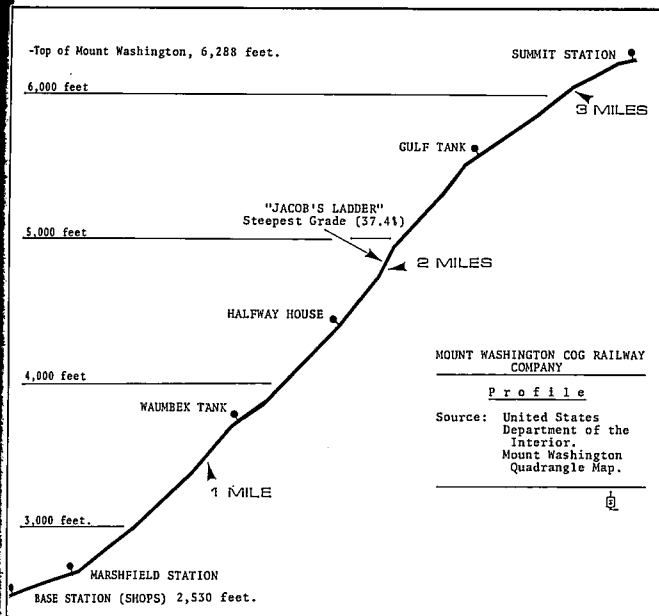 -Top of Mount Washington, 6,288 feet.
SUMMIT STATION
6,000 feet
3 MILES
GULF TANK
"JACOB'S LADDER"
Steepest Grade (37.4%)
5,000 feet
2 MILES
HALFWAY HOUSE
MOUNT WASHINGTON COG RAILWAY
COMPANY
4,000 feet
Profile
WAUMBEK TANK
Source: United States
Department of the
Interior.
Mount Washington
Quadrangle Map.
1 MILE
3,000 feet.
MARSHFIELD STATION
BASE STATION (SHOPS) 2,530 feet.